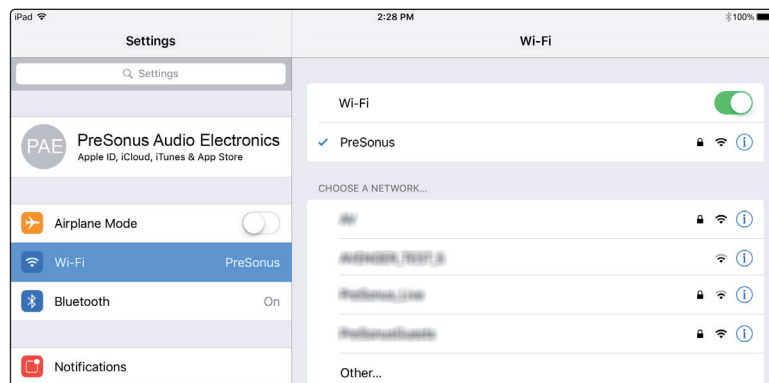 iPad 2:28 PM 100%
Settings
Wi-Fi
Settings
PAE
PreSonus Audio Electronics
Apple ID, iCloud, iTunes & App Store
Airplane Mode
Wi-Fi PreSonus
Bluetooth On
Notifications
Wi-Fi
PreSonus
CHOOSE A NETWORK...
Other...